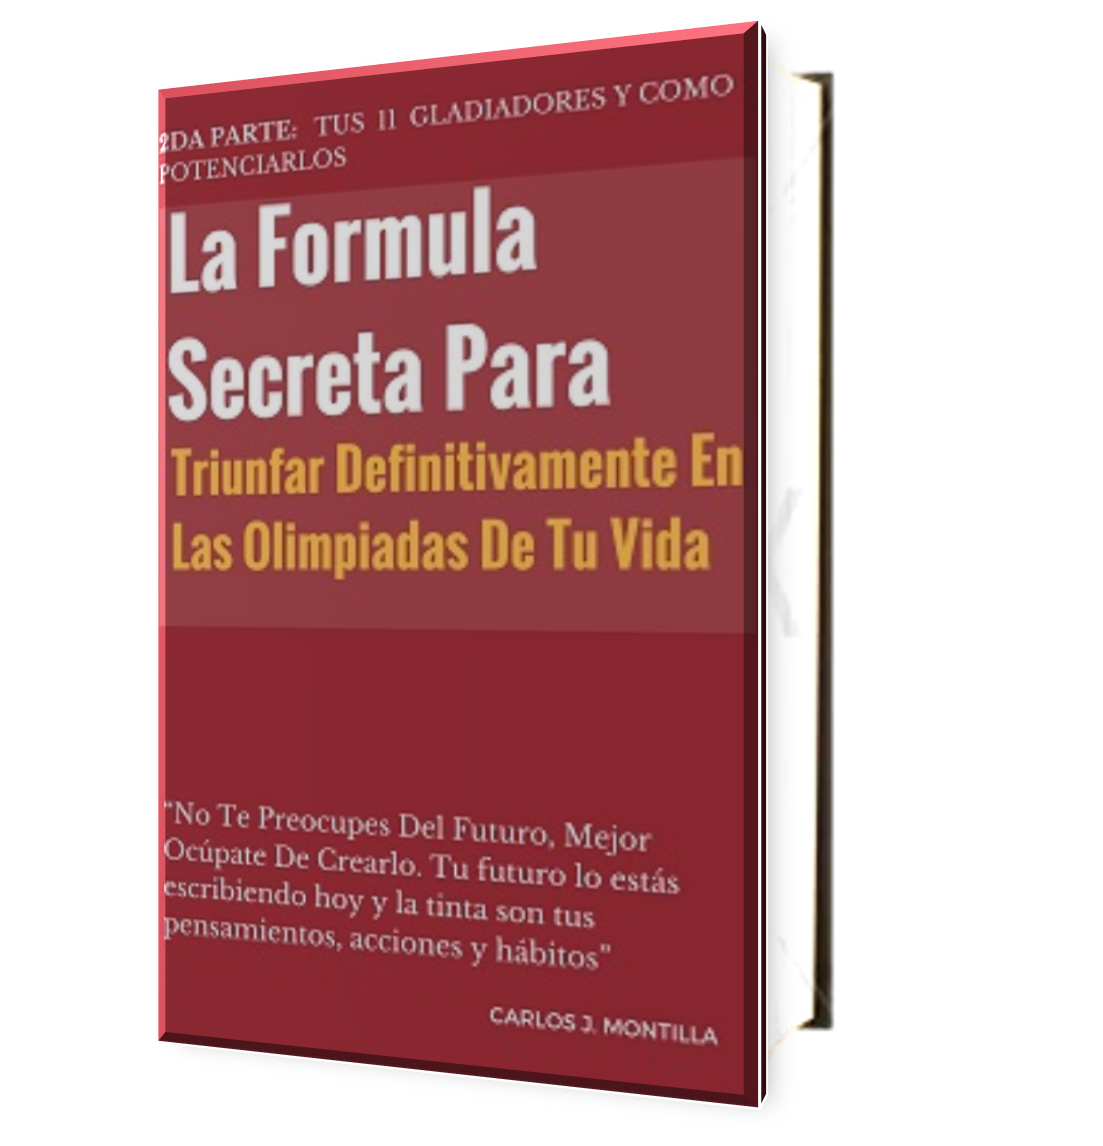 2DA PARTE: TUS 11 GLADIADORES Y COMO
POTENCIARLOS
La Formula
Secreta Para
Triunfar Definitivamente En
Las Olimpiadas De Tu Vida
“No Te Preocupes Del Futuro, Mejor
Ocúpate De Crearlo. Tu futuro lo estás
escribiendo hoy y la tinta son tus
pensamientos, acciones y hábitos”
CARLOS J. MONTILLA